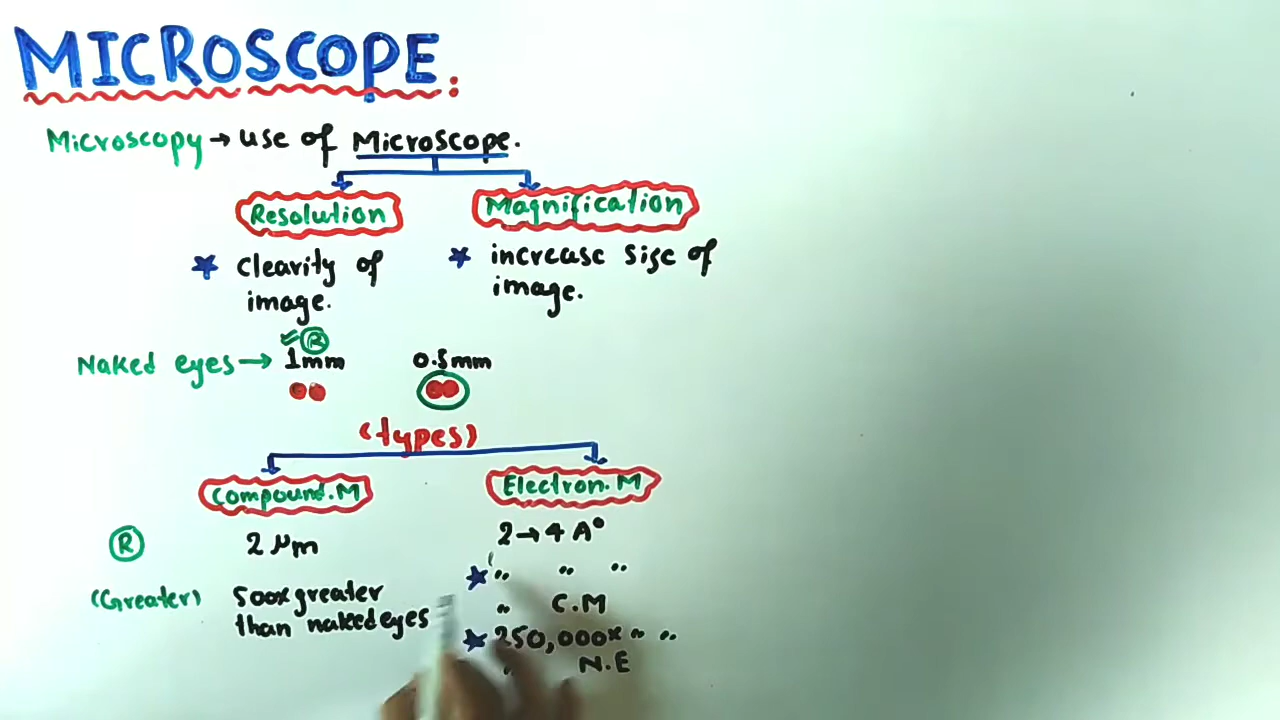 MICROSCOPE:
Microscopy → use of Microscope.
Resolution
Magnification
★ clearity of
image.
★ increase size of
image.
R
Naked eyes → 1mm
0.5mm
(types)
Compound.M
Electron.M
R
2 μm
2 → 4 A°
(Greater) 500x greater
than naked eyes
★ " " "
" C.M
★ 250,000x " "
" N.E